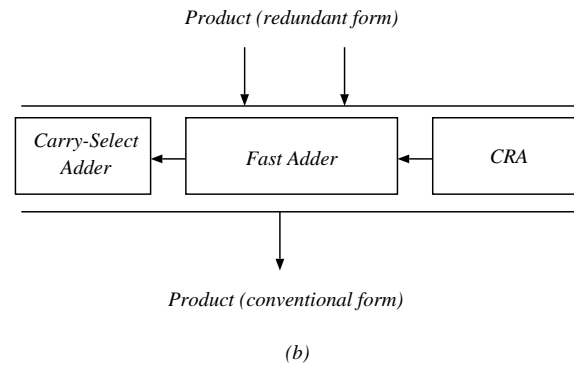 Product (redundant form)
Carry-Select
Adder
Fast Adder
CRA
Product (conventional form)
(b)